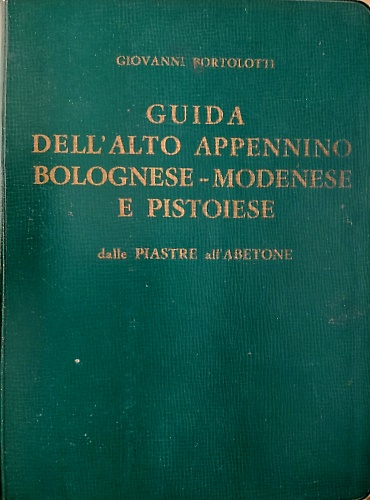 GIOVANNI BORTOLOTTI
GUIDA
DELL'ALTO APPENNINO
BOLOGNESE - MODENESE
E PISTOIESE
dalle PIASTRE all'ABETONE